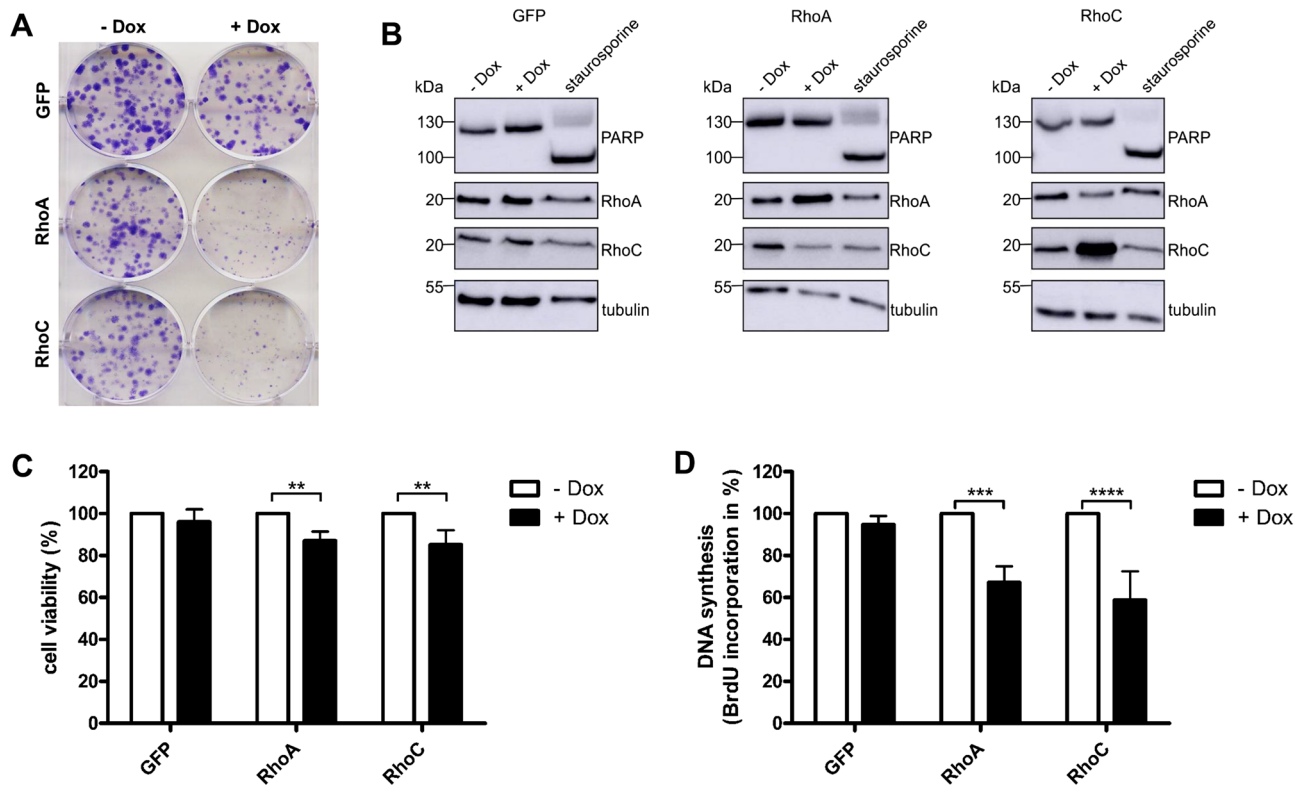 A
- Dox + Dox
GFP
RhoA
RhoC
B
GFP
- Dox + Dox staurosporine
kDa
130
100
PARP
20
RhoA
20
RhoC
55
tubulin
RhoA
- Dox + Dox staurosporine
kDa
130
100
PARP
20
RhoA
20
RhoC
55
tubulin
RhoC
- Dox + Dox staurosporine
kDa
130
100
PARP
20
RhoA
20
RhoC
55
tubulin
C
cell viability (%)
120
100
80
60
40
20
0
** **
GFP RhoA RhoC
- Dox
+ Dox
D
DNA synthesis
(BrdU incorporation in %)
120
100
80
60
40
20
0
*** ****
GFP RhoA RhoC
- Dox
+ Dox